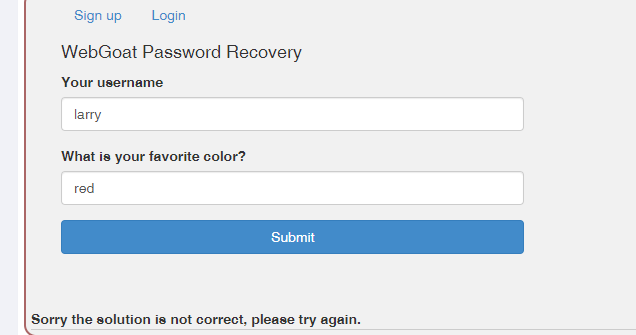 Sign up Login
WebGoat Password Recovery
Your username
larry
What is your favorite color?
red
Submit
Sorry the solution is not correct, please try again.